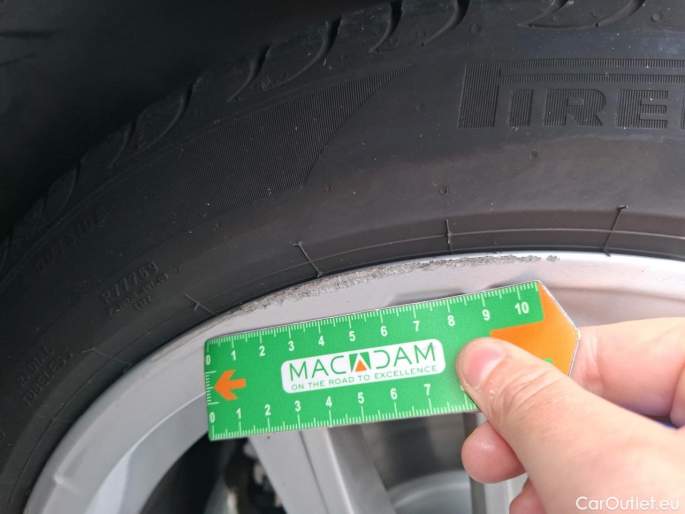 PIREL
0 1 2 3 4 5 6 7 8 9 10
MACADAM
ON THE ROAD TO EXCELLENCE
0 1 2 3 4 5 6 7
CarOutlet.eu